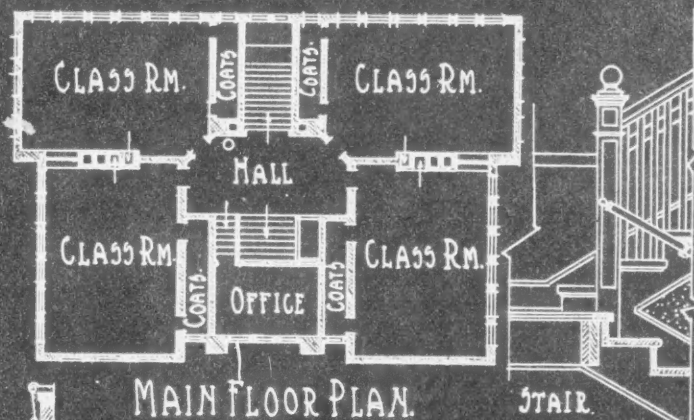 CLASS RM.
COATS
COATS.
CLASS RM.
HALL
CLASS RM.
COATS.
OFFICE
COATS
CLASS RM.
MAIN FLOOR PLAN.
STAIR